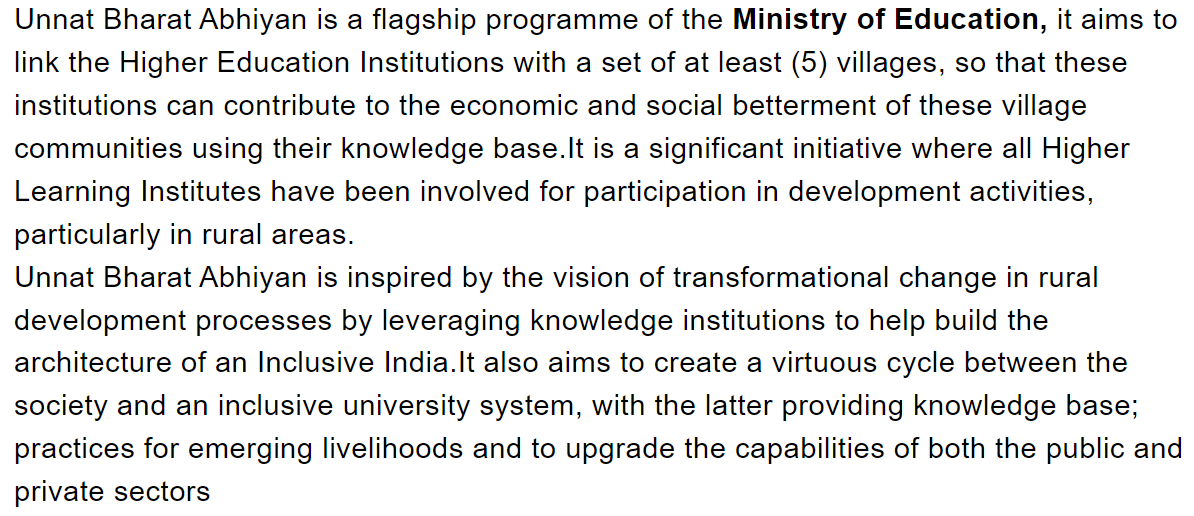 Unnat Bharat Abhiyan is a flagship programme of the Ministry of Education, it aims to
link the Higher Education Institutions with a set of at least (5) villages, so that these
institutions can contribute to the economic and social betterment of these village
communities using their knowledge base.It is a significant initiative where all Higher
Learning Institutes have been involved for participation in development activities,
particularly in rural areas.
Unnat Bharat Abhiyan is inspired by the vision of transformational change in rural
development processes by leveraging knowledge institutions to help build the
architecture of an Inclusive India.It also aims to create a virtuous cycle between the
society and an inclusive university system, with the latter providing knowledge base;
practices for emerging livelihoods and to upgrade the capabilities of both the public and
private sectors